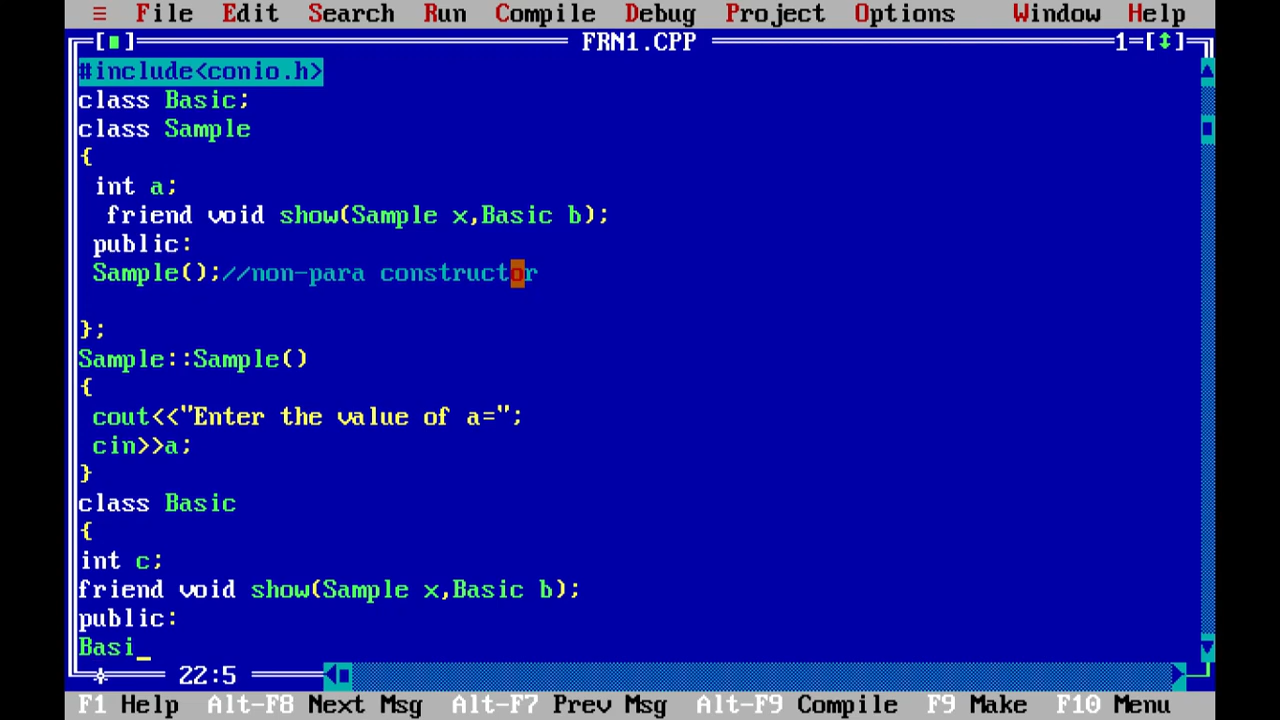 ≡ File Edit Search Run Compile Debug Project Options Window Help
[■] FRN1.CPP 1=[↕]
#include<conio.h>
class Basic;
class Sample
{
int a;
friend void show(Sample x,Basic b);
public:
Sample();//non-para constructor
};
Sample::Sample()
{
cout<<"Enter the value of a=";
cin>>a;
}
class Basic
{
int c;
friend void show(Sample x,Basic b);
public:
Basi_
22:5
F1 Help Alt-F8 Next Msg Alt-F7 Prev Msg Alt-F9 Compile F9 Make F10 Menu